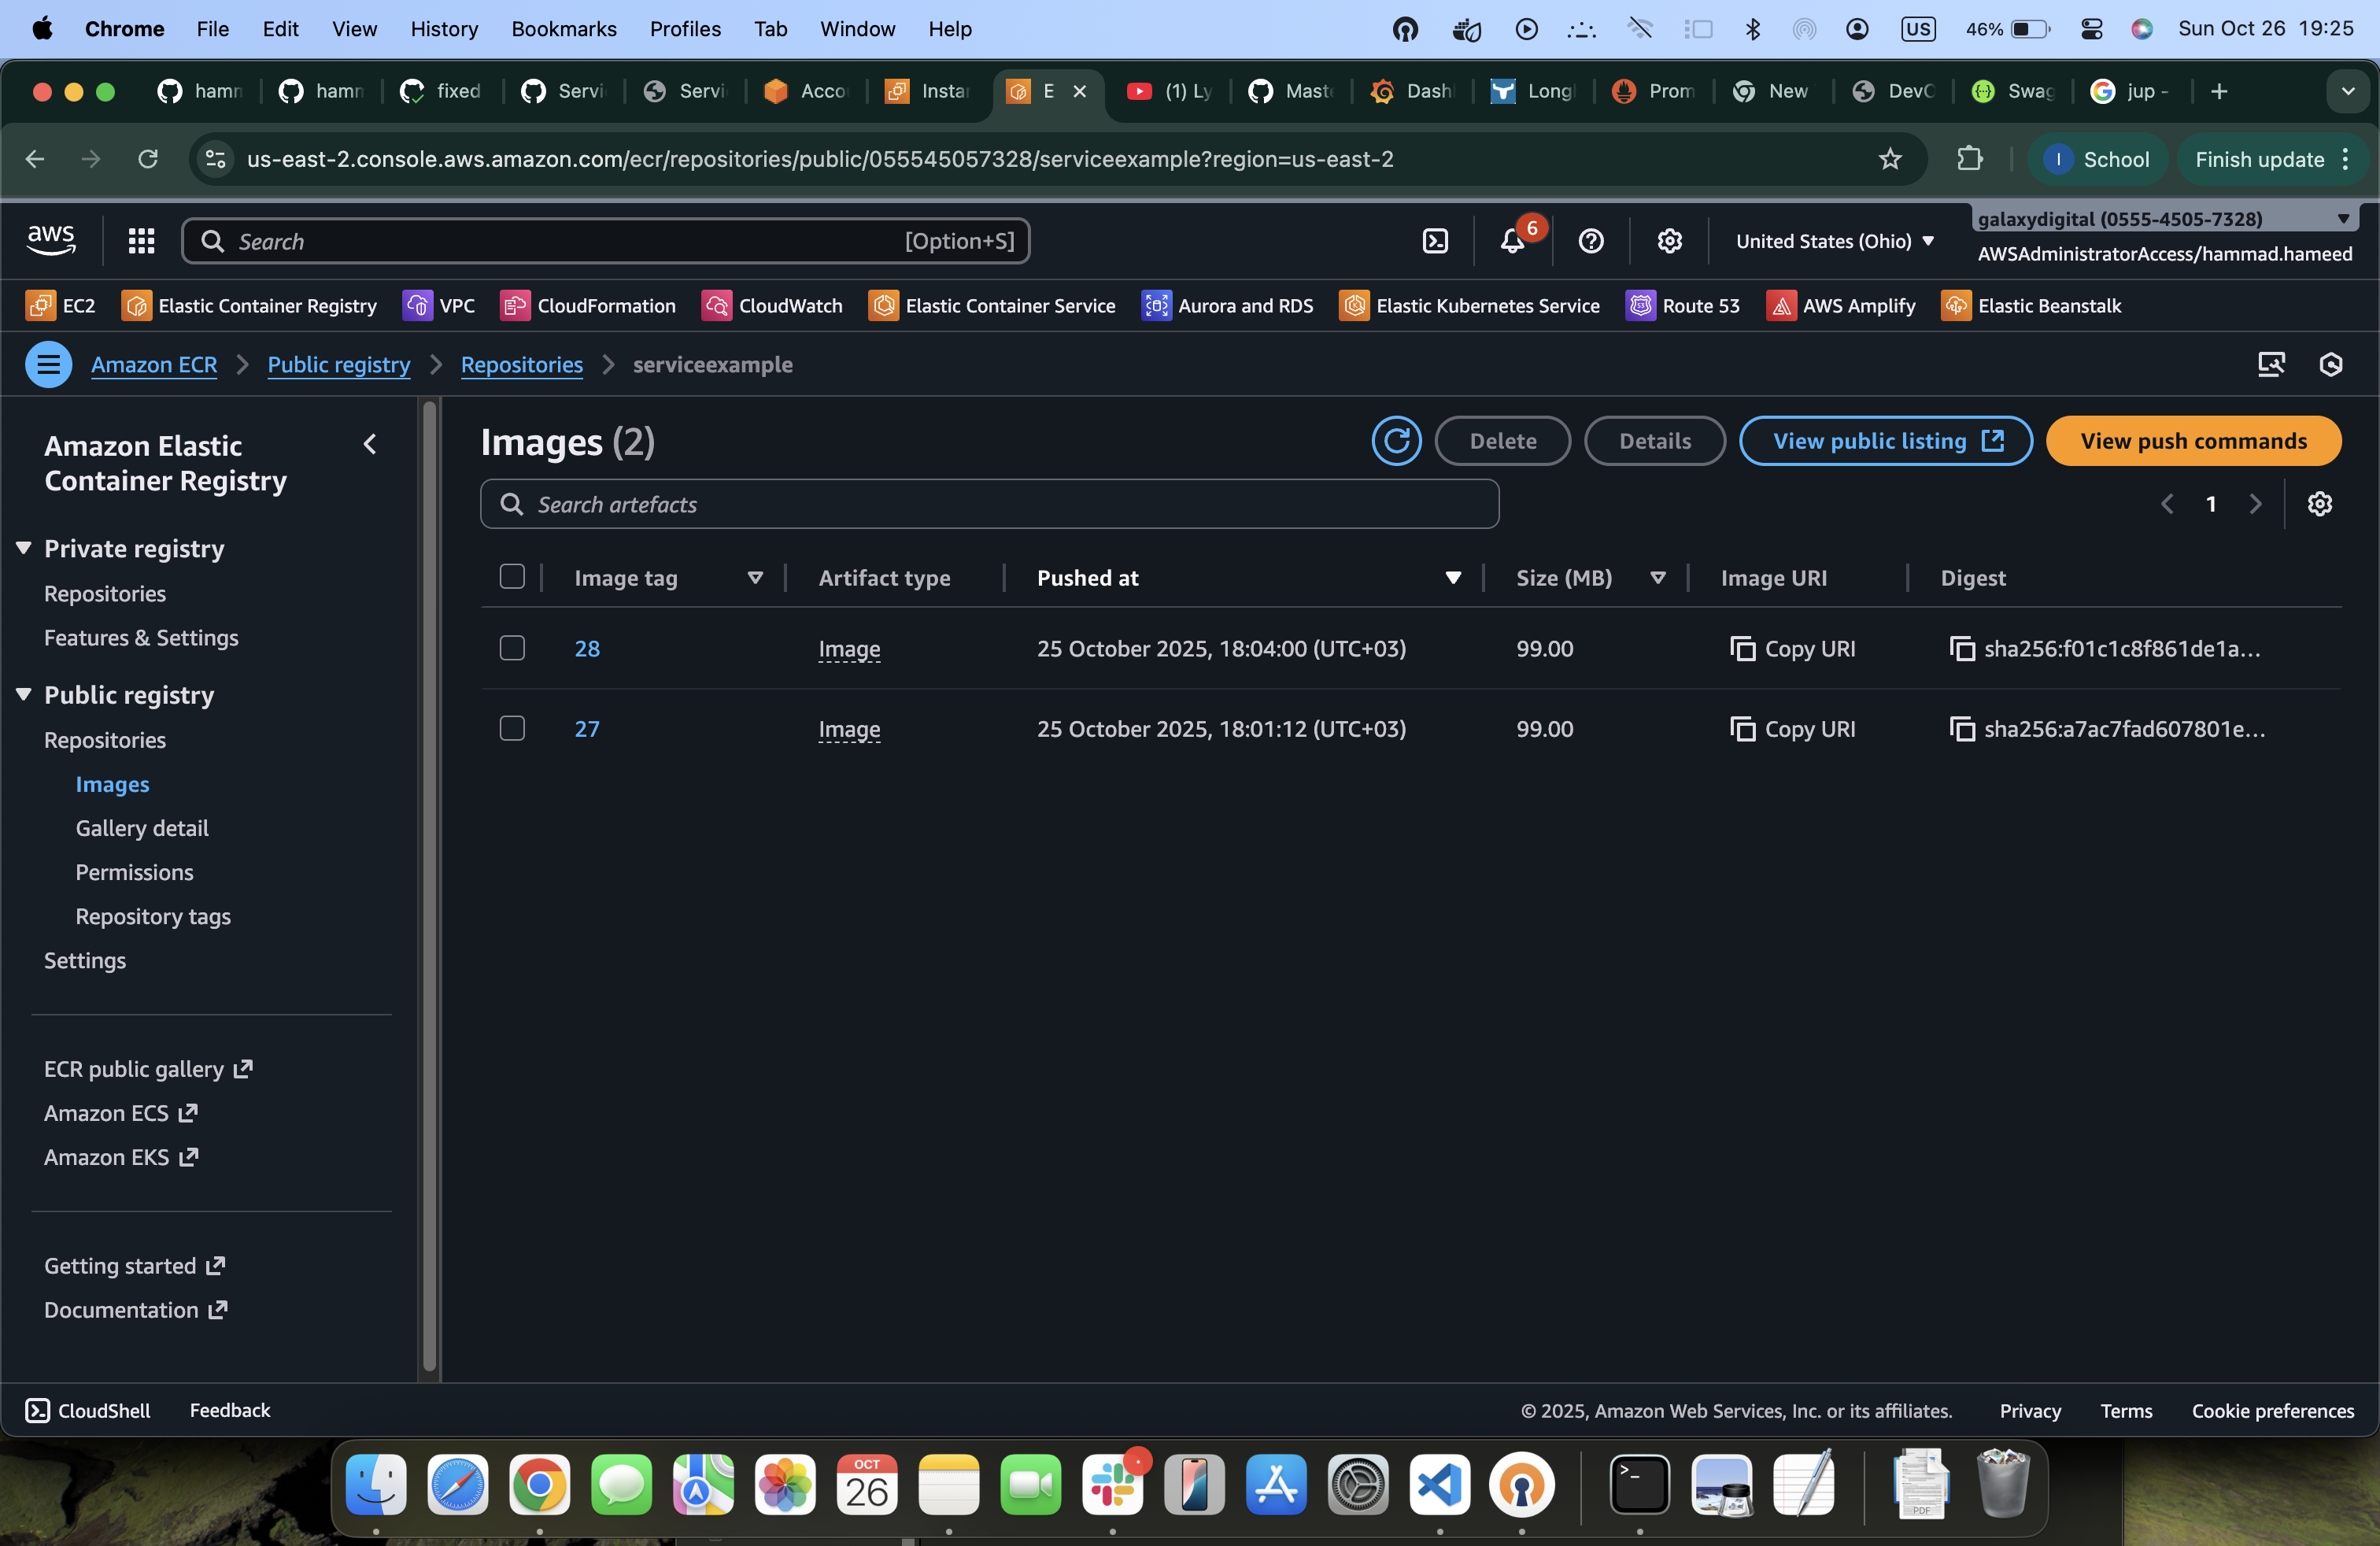 Chrome File Edit View History Bookmarks Profiles Tab Window Help US 46% Sun Oct 26 19:25
hamm hamm fixed Servi Servi Acco Instan E (1) Ly Maste Dash Long Prom New DevO Swag jup -
us-east-2.console.aws.amazon.com/ecr/repositories/public/055545057328/serviceexample?region=us-east-2 I School Finish update
aws Search [Option+S] 6 United States (Ohio) galaxydigital (0555-4505-7328)
AWSAdministratorAccess/hammad.hameed
EC2 Elastic Container Registry VPC CloudFormation CloudWatch Elastic Container Service Aurora and RDS Elastic Kubernetes Service Route 53 AWS Amplify Elastic Beanstalk
Amazon ECR Public registry Repositories serviceexample
Amazon Elastic
Container Registry
Private registry
Repositories
Features & Settings
Public registry
Repositories
Images
Gallery detail
Permissions
Repository tags
Settings
ECR public gallery
Amazon ECS
Amazon EKS
Getting started
Documentation
Images (2) Delete Details View public listing View push commands
Search artefacts 1
Image tag Artifact type Pushed at Size (MB) Image URI Digest
28 Image 25 October 2025, 18:04:00 (UTC+03) 99.00 Copy URI sha256:f01c1c8f861de1a...
27 Image 25 October 2025, 18:01:12 (UTC+03) 99.00 Copy URI sha256:a7ac7fad607801e...
CloudShell Feedback © 2025, Amazon Web Services, Inc. or its affiliates. Privacy Terms Cookie preferences
OCT
26
PDF